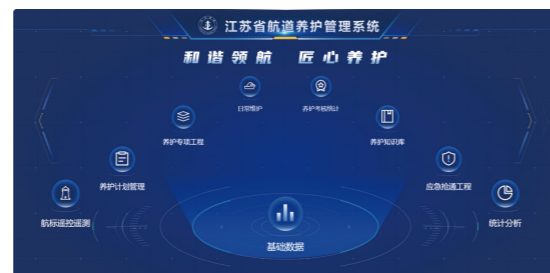 江苏省航道养护管理系统
和谐领航 匠心养护
日常维护
养护考核统计
养护专项工程
养护知识库
养护计划管理
应急抢通工程
航标遥控遥测
统计分析
基础数据